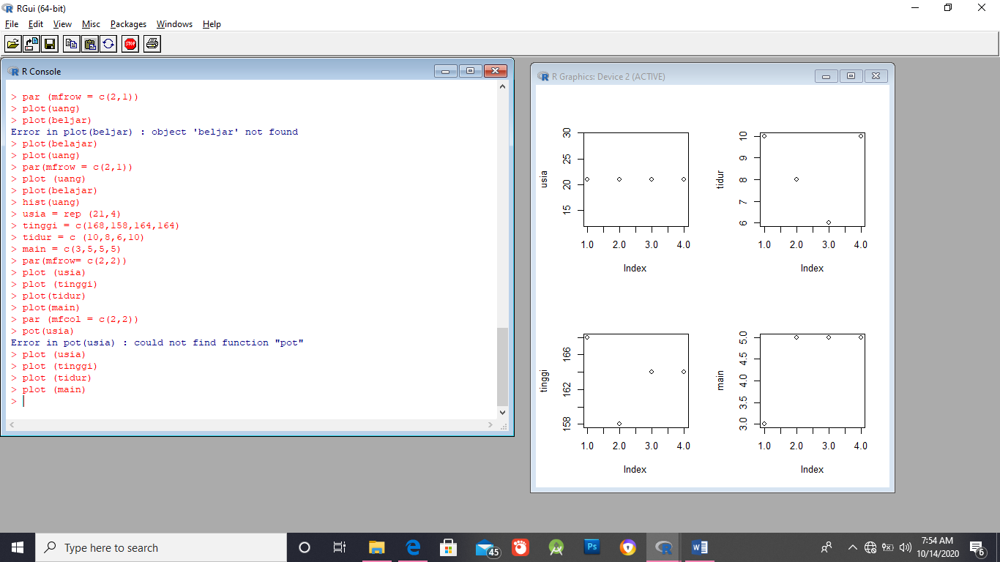 RGui (64-bit)
File Edit View Misc Packages Windows Help
STOP
R Console
> par (mfrow = c(2,1))
> plot(uang)
> plot(beljar)
Error in plot(beljar) : object 'beljar' not found
> plot(belajar)
> plot(uang)
> par(mfrow = c(2,1))
> plot (uang)
> plot(belajar)
> hist(uang)
> usia = rep (21,4)
> tinggi = c(168,158,164,164)
> tidur = c (10,8,6,10)
> main = c(3,5,5,5)
> par(mfrow= c(2,2))
> plot (usia)
> plot (tinggi)
> plot(tidur)
> plot(main)
> par (mfcol = c(2,2))
> pot(usia)
Error in pot(usia) : could not find function "pot"
> plot (usia)
> plot (tinggi)
> plot (tidur)
> plot (main)
>
R Graphics: Device 2 (ACTIVE)
usia
30
25
20
15
1.0 2.0 3.0 4.0
Index
tidur
10
9
8
7
6
1.0 2.0 3.0 4.0
Index
tinggi
166
162
158
1.0 2.0 3.0 4.0
Index
main
5.0
4.5
4.0
3.5
3.0
1.0 2.0 3.0 4.0
Index
Type here to search
45
Ps
R
W
7:54 AM
10/14/2020
6